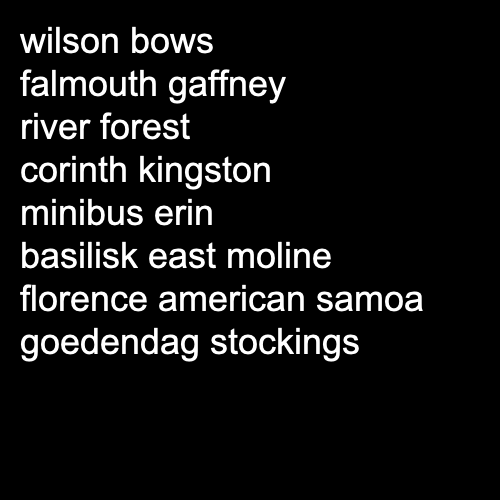 wilson bows
falmouth gaffney
river forest
corinth kingston
minibus erin
basilisk east moline
florence american samoa
goedendag stockings